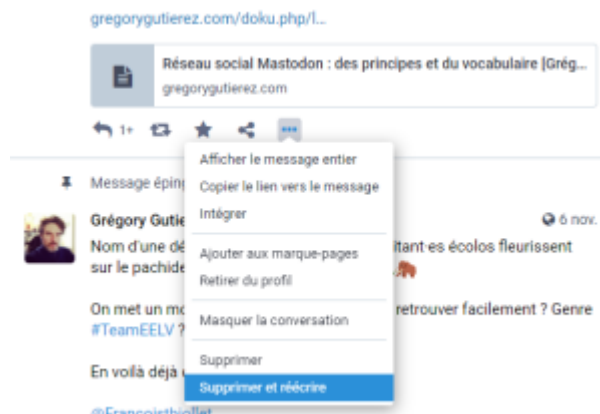 gregorygutierez.com/doku.php/l...
Réseau social Mastodon : des principes et du vocabulaire [Grég...
gregorygutierez.com
1+
Afficher le message entier
Copier le lien vers le message
Intégrer
Ajouter aux marque-pages
Retirer du profil
Masquer la conversation
Supprimer
Supprimer et réécrire
Message éping
Grégory Gutie
6 nov.
Nom d'une dé itant·es écolos fleurissent
sur le pachide
On met un mo retrouver facilement ? Genre
#TeamEELV ?
En voilà déjà
@Francoisthiollet